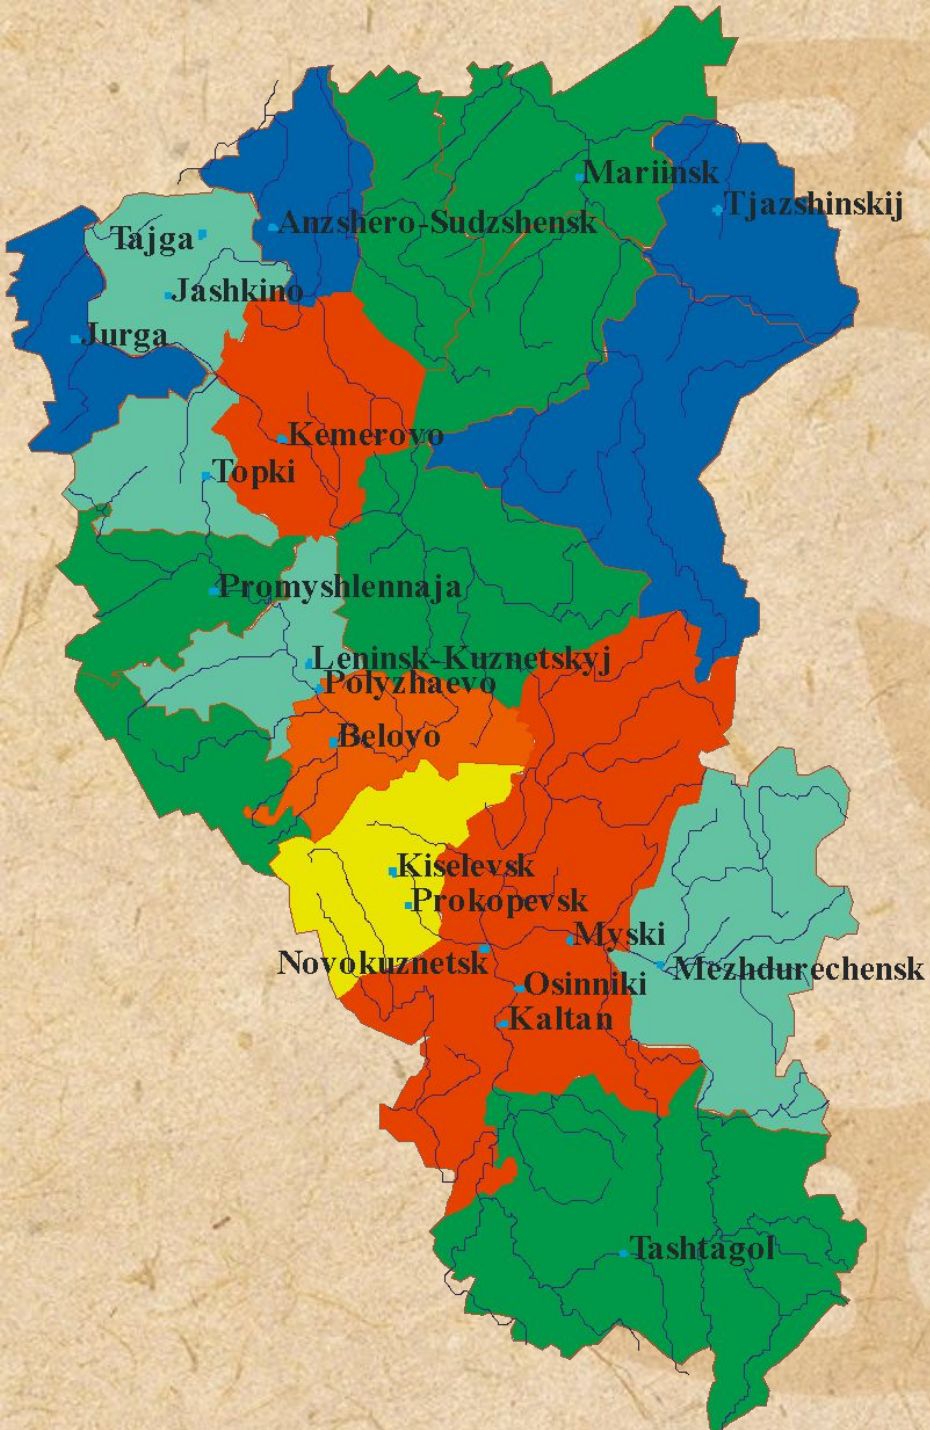 Mariinsk
Tjazshinskij
Anzshero-Sudzshensk
Tajga
Jashkino
Jurga
Kemerovo
Topki
Promyshlennaja
Leninsk-Kuznetskyj
Polyzhaevo
Belovo
Kiselevsk
Prokopevsk
Myski
Novokuznetsk
Mezhdurechensk
Osinniki
Kaltan
Tashtagol